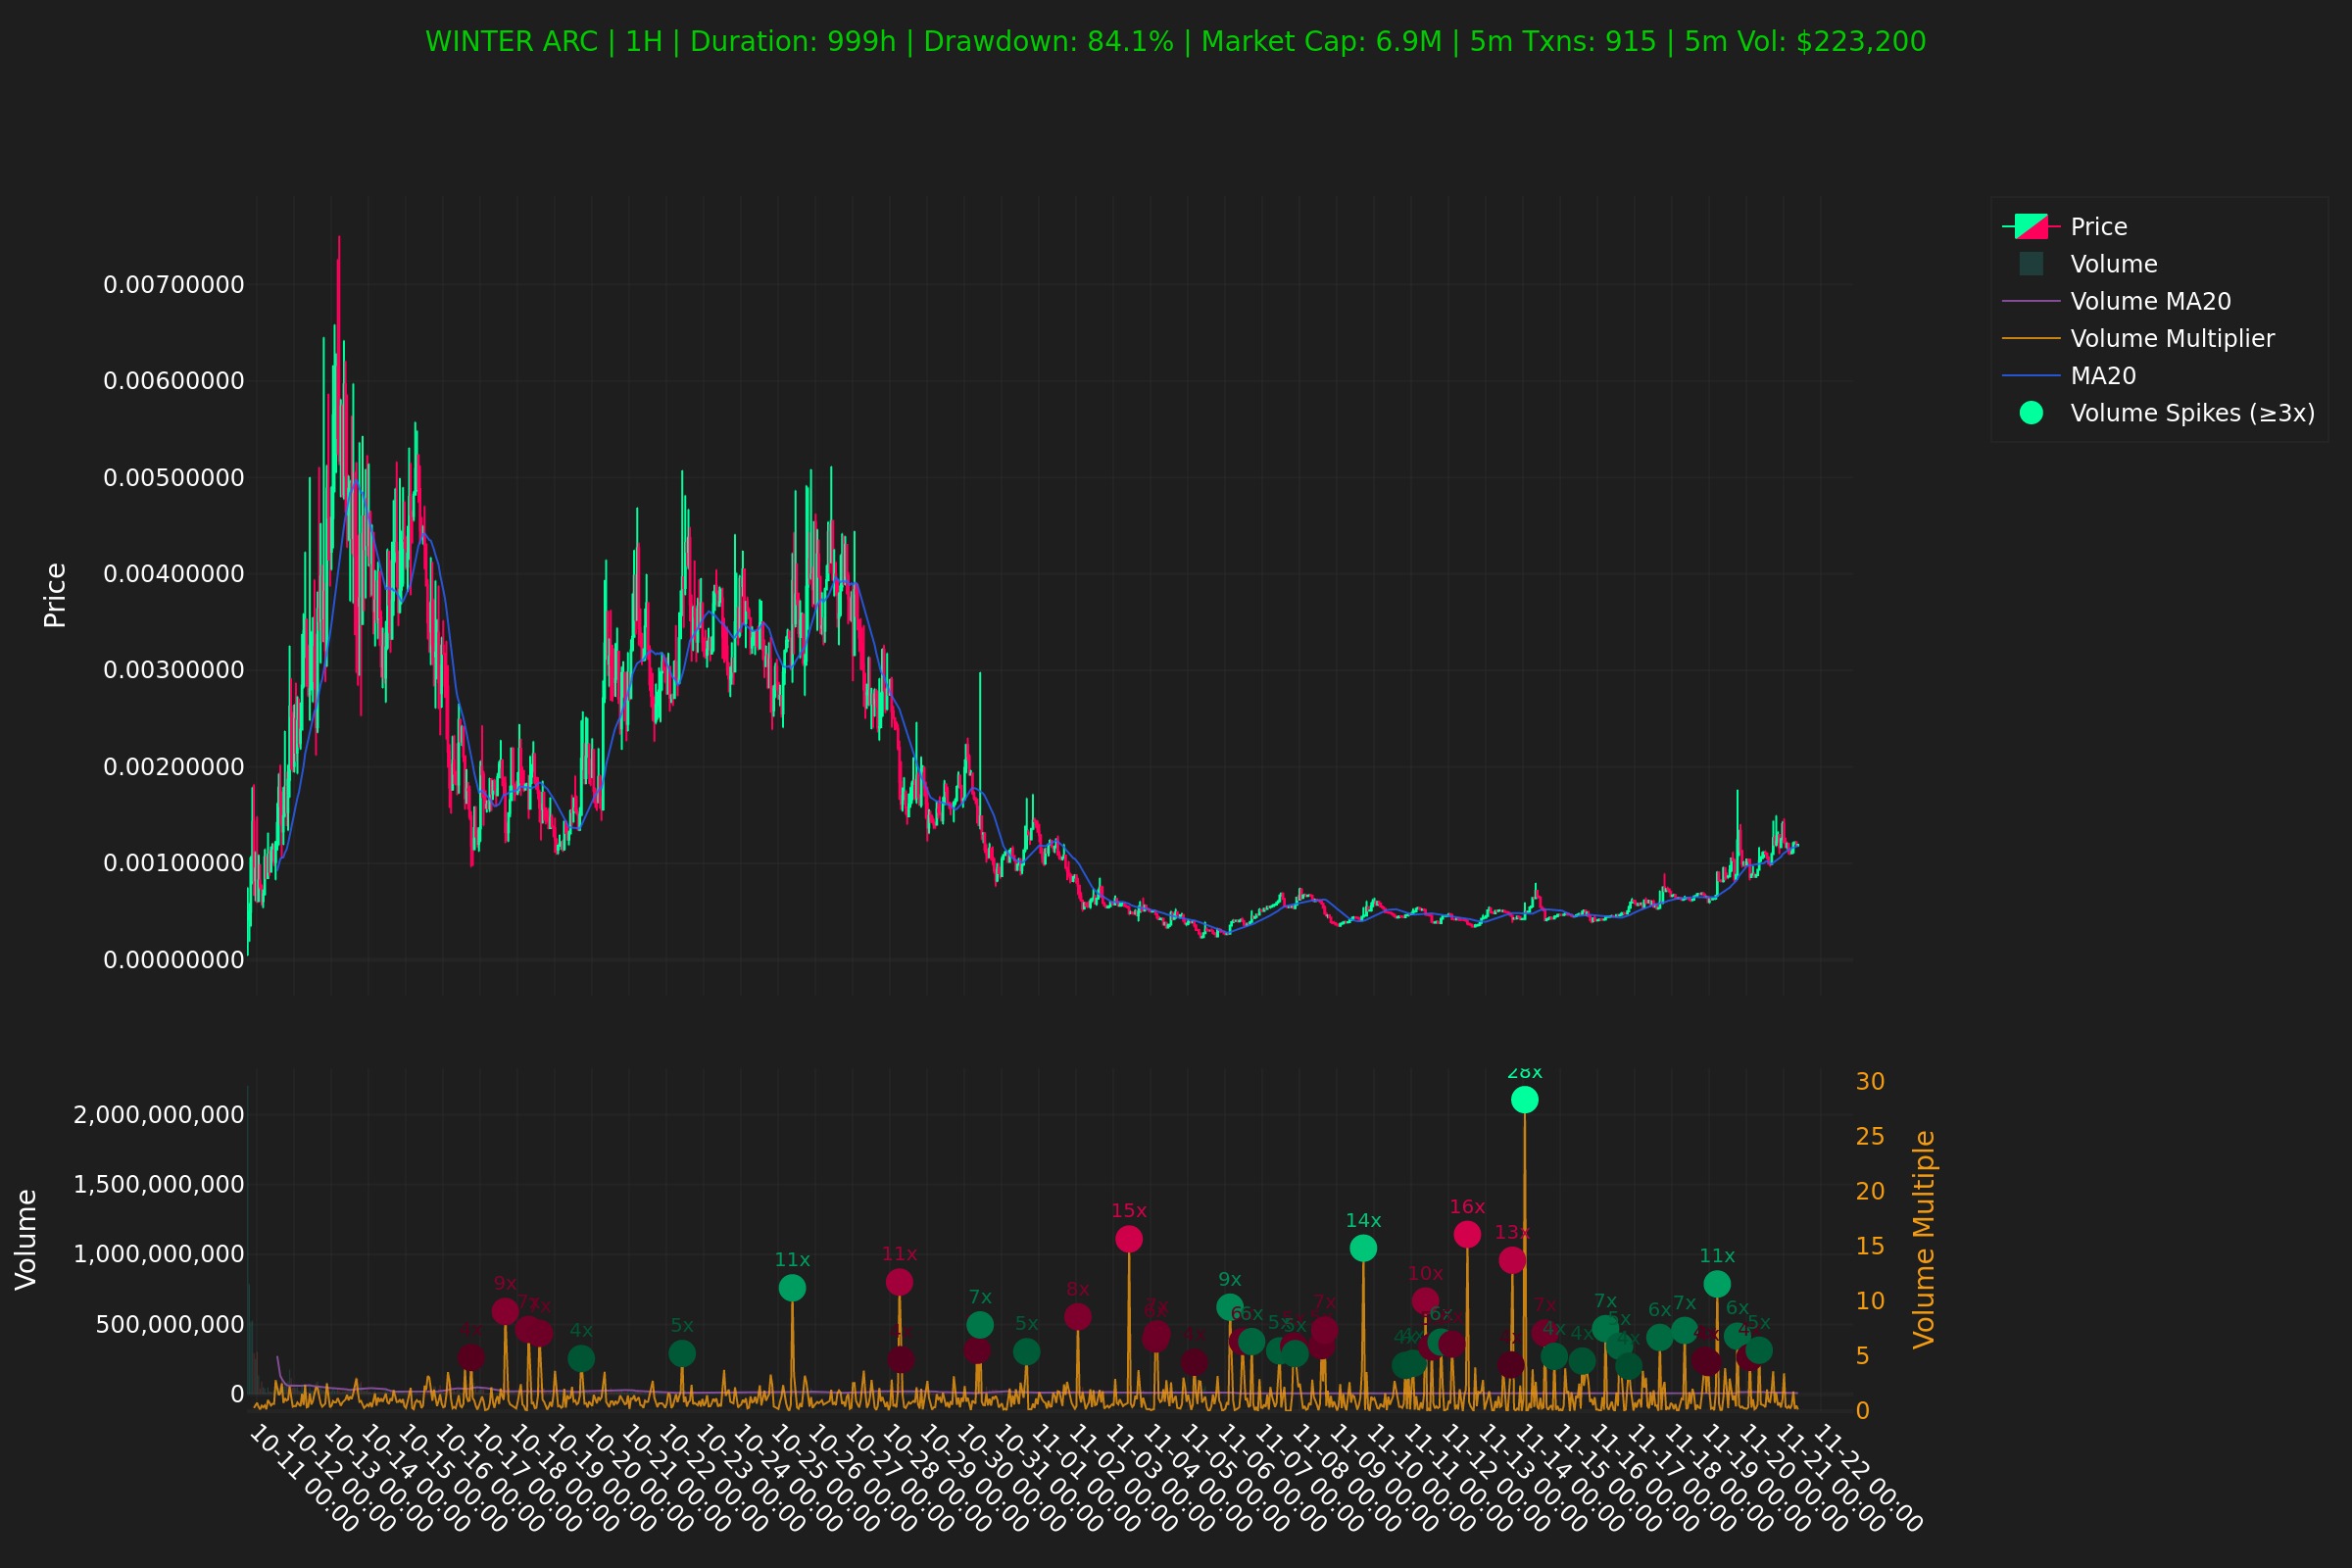 WINTER ARC | 1H | Duration: 999h | Drawdown: 84.1% | Market Cap: 6.9M | 5m Txns: 915 | 5m Vol: $223,200
Price
Volume
Volume MA20
Volume Multiplier
MA20
Volume Spikes (≥3x)
Price
0.00700000
0.00600000
0.00500000
0.00400000
0.00300000
0.00200000
0.00100000
0.00000000
Volume
2,000,000,000
1,500,000,000
1,000,000,000
500,000,000
0
Volume Multiple
30
25
20
15
10
5
0
4x
9x
7x
7x
4x
5x
11x
11x
7x
5x
8x
15x
7x
4x
9x
6x
5x
5x
7x
14x
4x
10x
6x
16x
13x
28x
7x
4x
4x
7x
5x
4x
6x
7x
11x
6x
5x
10-11 00:00
10-12 00:00
10-13 00:00
10-14 00:00
10-15 00:00
10-16 00:00
10-17 00:00
10-18 00:00
10-19 00:00
10-20 00:00
10-21 00:00
10-22 00:00
10-23 00:00
10-24 00:00
10-25 00:00
10-26 00:00
10-27 00:00
10-28 00:00
10-29 00:00
10-30 00:00
10-31 00:00
11-01 00:00
11-02 00:00
11-03 00:00
11-04 00:00
11-05 00:00
11-06 00:00
11-07 00:00
11-08 00:00
11-09 00:00
11-10 00:00
11-11 00:00
11-12 00:00
11-13 00:00
11-14 00:00
11-15 00:00
11-16 00:00
11-17 00:00
11-18 00:00
11-19 00:00
11-20 00:00
11-21 00:00
11-22 00:00